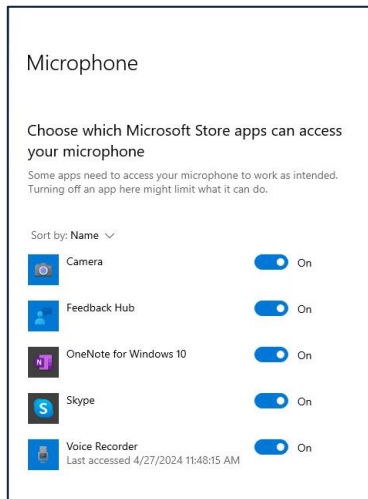 Microphone
Choose which Microsoft Store apps can access
your microphone
Some apps need to access your microphone to work as intended.
Turning off an app here might limit what it can do.
Sort by: Name
Camera On
Feedback Hub On
N OneNote for Windows 10 On
S Skype On
Voice Recorder On
Last accessed 4/27/2024 11:48:15 AM